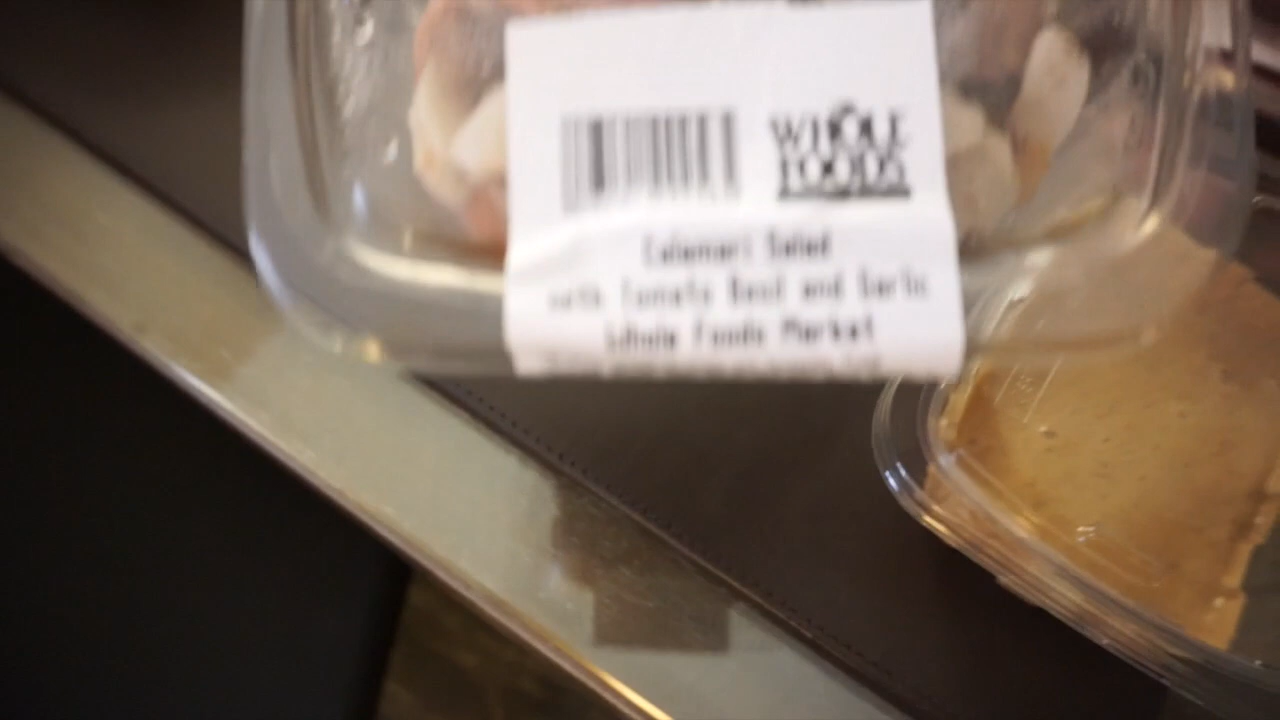 WHOLE
FOODS
Calamari Salad
with Tomato Basil and Garlic
Whole Foods Market